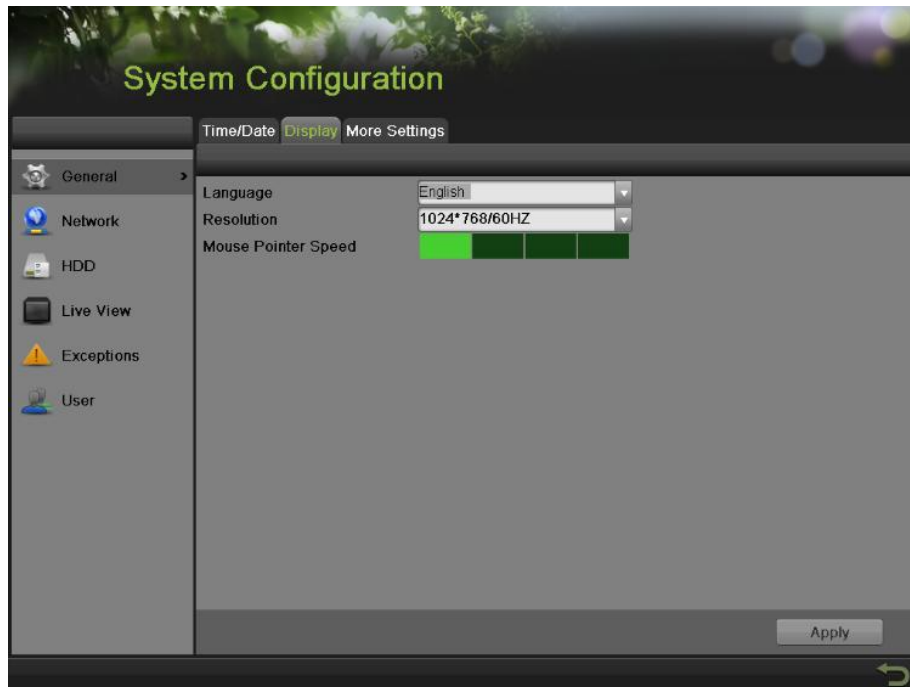 System Configuration
Time/Date Display More Settings
General
Network
HDD
Live View
Exceptions
User
Language English
Resolution 1024*768/60HZ
Mouse Pointer Speed
Apply